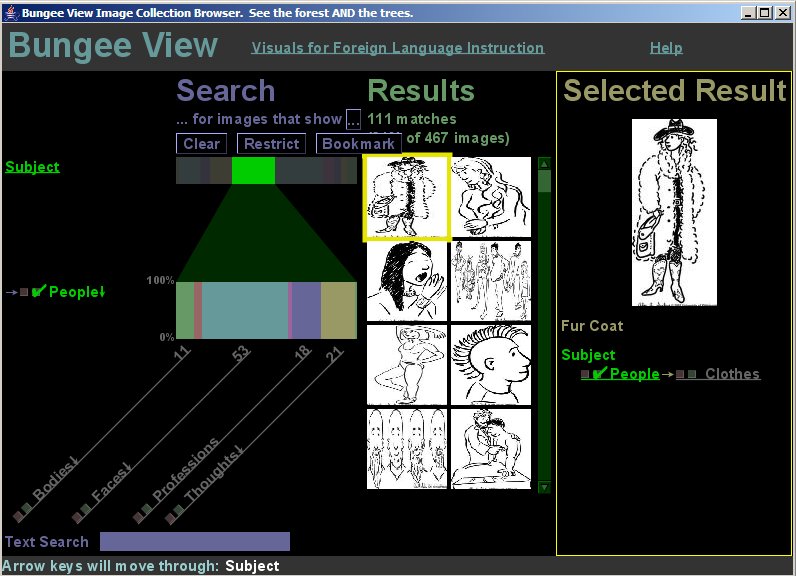 Bungee View Image Collection Browser. See the forest AND the trees.
Bungee View
Visuals for Foreign Language Instruction
Help
Search
... for images that show ...
Clear
Restrict
Bookmark
Results
111 matches
of 467 images)
Selected Result
Subject
100%
→ People↓
0%
11
53
18
21
Bodies↓
Faces↓
Professions
Thoughts↓
Fur Coat
Subject
People→ Clothes
Text Search
Arrow keys will move through: Subject